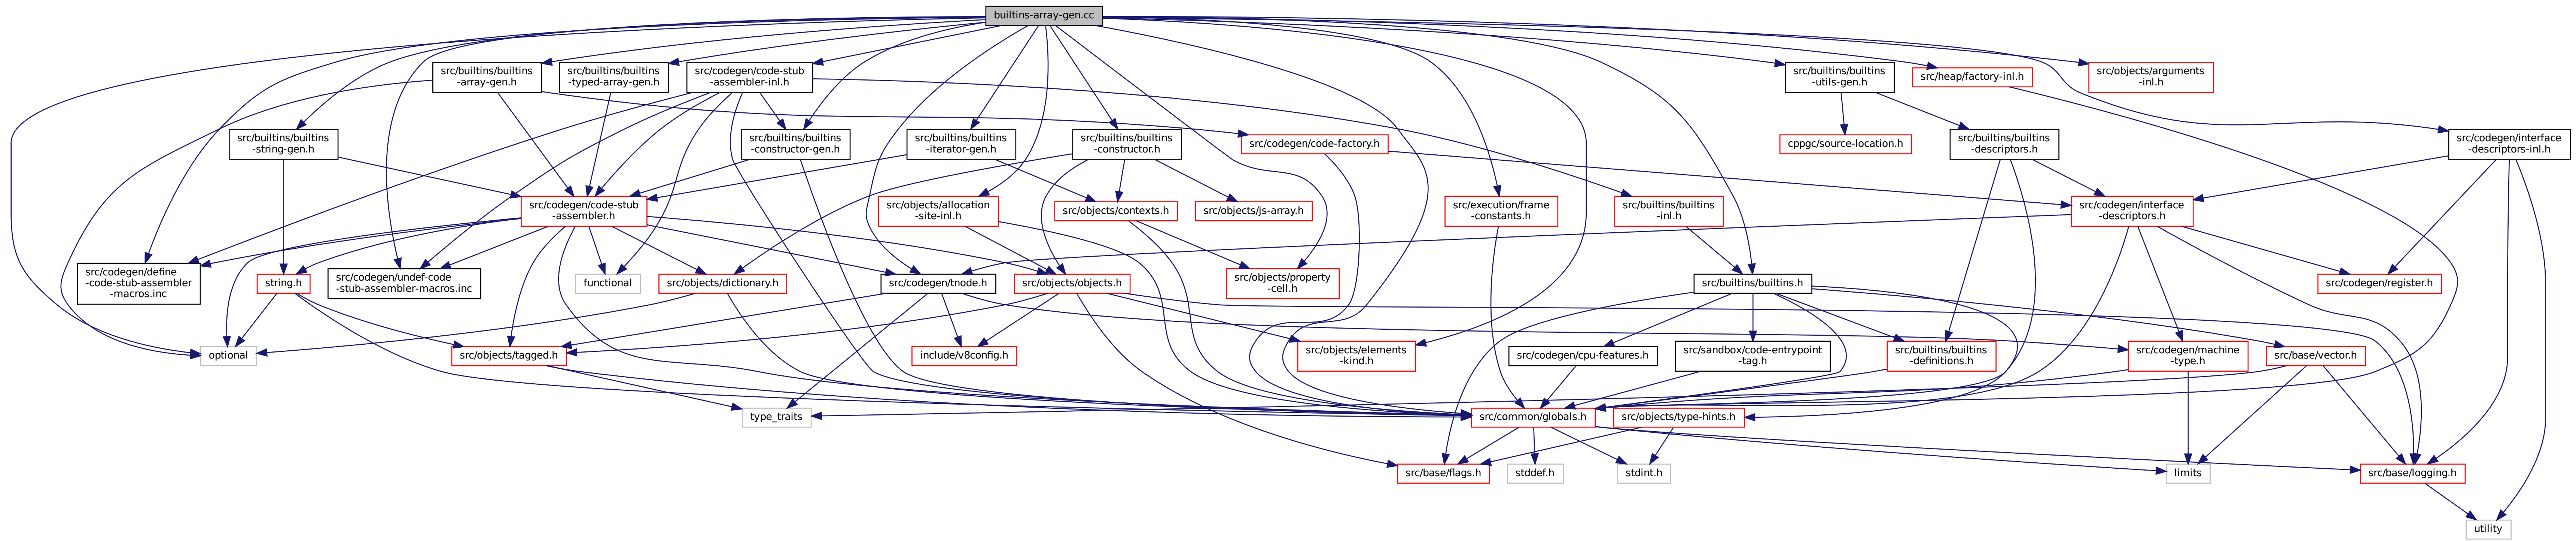 builtins-array-gen.cc
src/builtins/builtins
-array-gen.h
src/builtins/builtins
-typed-array-gen.h
src/codegen/code-stub
-assembler-inl.h
src/builtins/builtins
-utils-gen.h
src/heap/factory-inl.h
src/objects/arguments
-inl.h
src/builtins/builtins
-string-gen.h
src/builtins/builtins
-constructor-gen.h
src/builtins/builtins
-iterator-gen.h
src/builtins/builtins
-constructor.h
src/codegen/code-factory.h
cppgc/source-location.h
src/builtins/builtins
-descriptors.h
src/codegen/interface
-descriptors-inl.h
src/codegen/code-stub
-assembler.h
src/objects/allocation
-site-inl.h
src/objects/contexts.h
src/objects/js-array.h
src/execution/frame
-constants.h
src/builtins/builtins
-inl.h
src/codegen/interface
-descriptors.h
src/codegen/define
-code-stub-assembler
-macros.inc
string.h
src/codegen/undef-code
-stub-assembler-macros.inc
functional
src/objects/dictionary.h
src/codegen/tnode.h
src/objects/objects.h
src/objects/property
-cell.h
src/builtins/builtins.h
src/codegen/register.h
optional
src/objects/tagged.h
include/v8config.h
src/objects/elements
-kind.h
src/codegen/cpu-features.h
src/sandbox/code-entrypoint
-tag.h
src/builtins/builtins
-definitions.h
src/codegen/machine
-type.h
src/base/vector.h
type_traits
src/common/globals.h
src/objects/type-hints.h
src/base/flags.h
stddef.h
stdint.h
limits
src/base/logging.h
utility